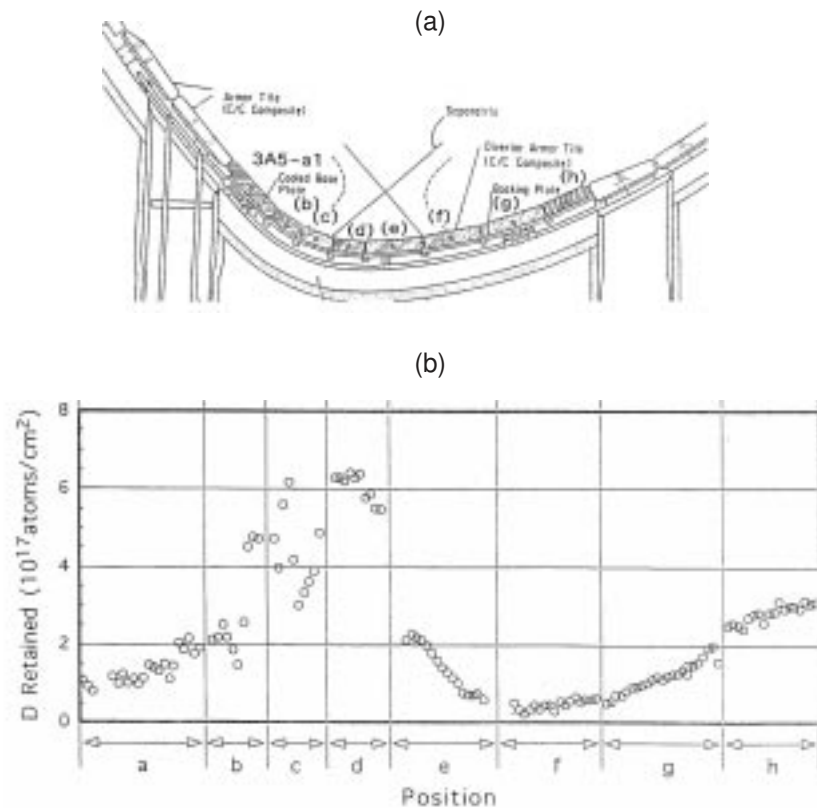 (a)
Armor Tile
(C/C Composite)
Separatrix
3A5-a1
Divertor Armor Tile
(C/C Composite)
Cooled Base
Plate
Backing Plate
(h)
(b)
(c)
(d)
(e)
(f)
(g)
(b)
D Retained (10¹⁷atoms/cm²)
8
6
4
2
0
a b c d e f g h
Position